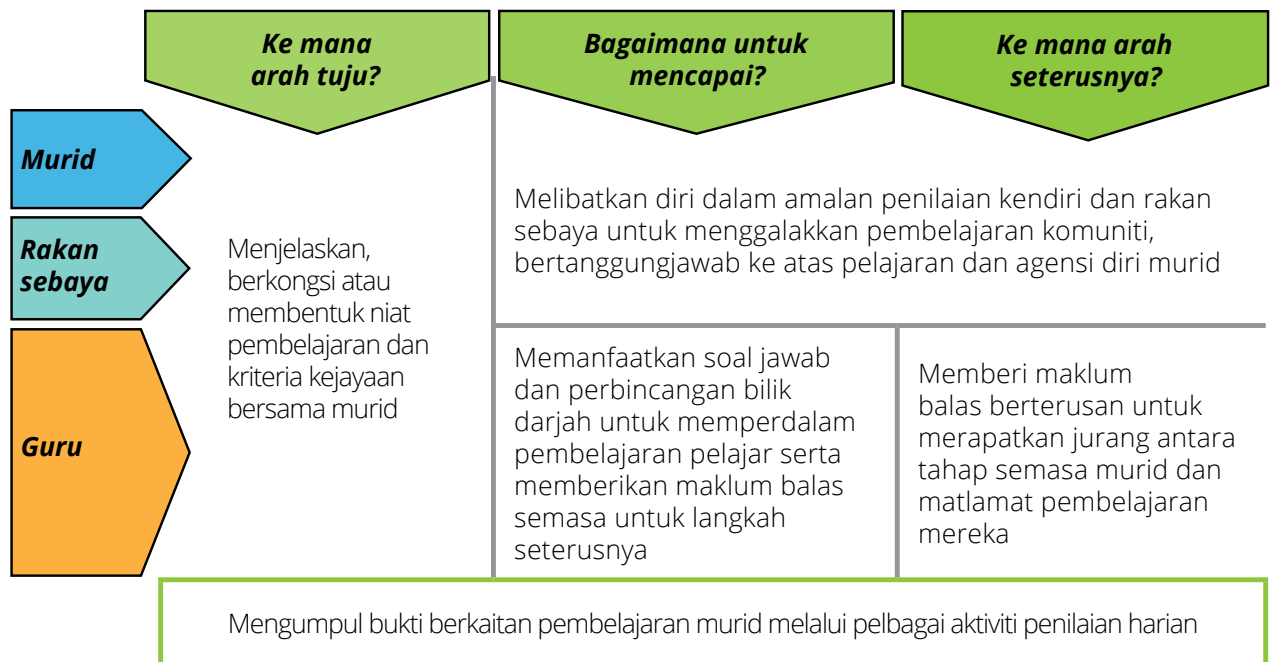 Ke mana
arah tuju?
Bagaimana untuk
mencapai?
Ke mana arah
seterusnya?
Murid
Rakan
sebaya
Guru
Menjelaskan,
berkongsi atau
membentuk niat
pembelajaran dan
kriteria kejayaan
bersama murid
Melibatkan diri dalam amalan penilaian kendiri dan rakan
sebaya untuk menggalakkan pembelajaran komuniti,
bertanggungjawab ke atas pelajaran dan agensi diri murid
Memanfaatkan soal jawab
dan perbincangan bilik
darjah untuk memperdalam
pembelajaran pelajar serta
memberikan maklum balas
semasa untuk langkah
seterusnya
Memberi maklum
balas berterusan untuk
merapatkan jurang antara
tahap semasa murid dan
matlamat pembelajaran
mereka
Mengumpul bukti berkaitan pembelajaran murid melalui pelbagai aktiviti penilaian harian